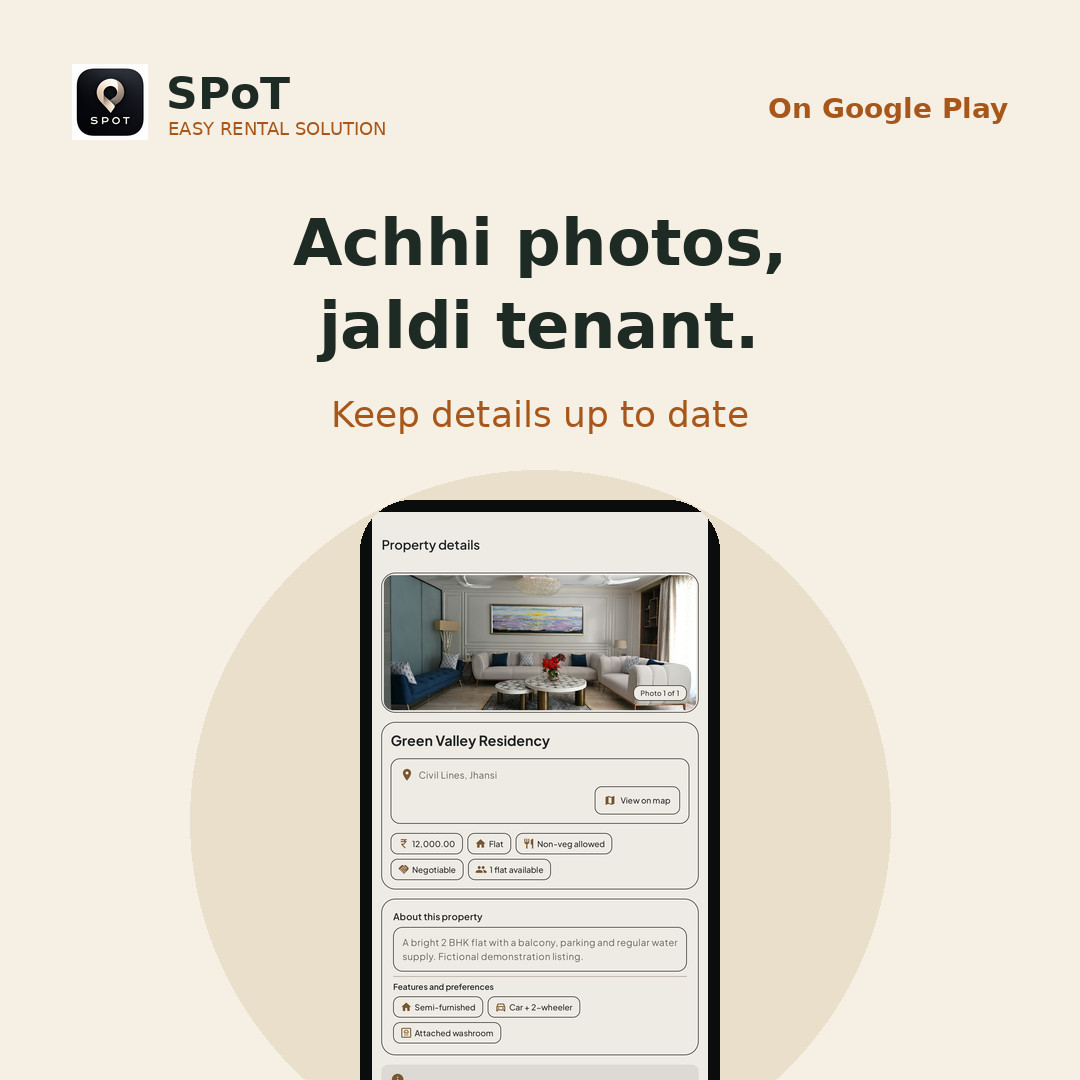 SPOT
SPoT
EASY RENTAL SOLUTION
On Google Play
Achhi photos,
jaldi tenant.
Keep details up to date
Property details
Photo 1 of 1
Green Valley Residency
Civil Lines, Jhansi
View on map
₹ 12,000.00
Flat
Non-veg allowed
Negotiable
1 flat available
About this property
A bright 2 BHK flat with a balcony, parking and regular water
supply. Fictional demonstration listing.
Features and preferences
Semi-furnished
Car + 2-wheeler
Attached washroom